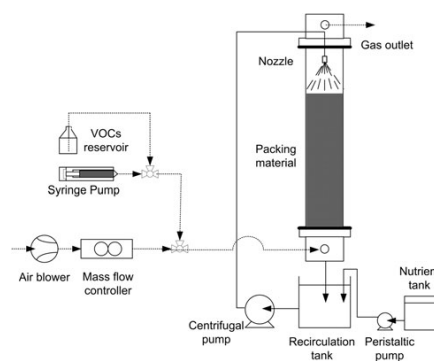 Nozzle
Gas outlet
VOCs
reservoir
Syringe Pump
Packing
material
Air blower
Mass flow
controller
Centrifugal
pump
Recirculation
tank
Nutrien
tank
Peristaltic
pump